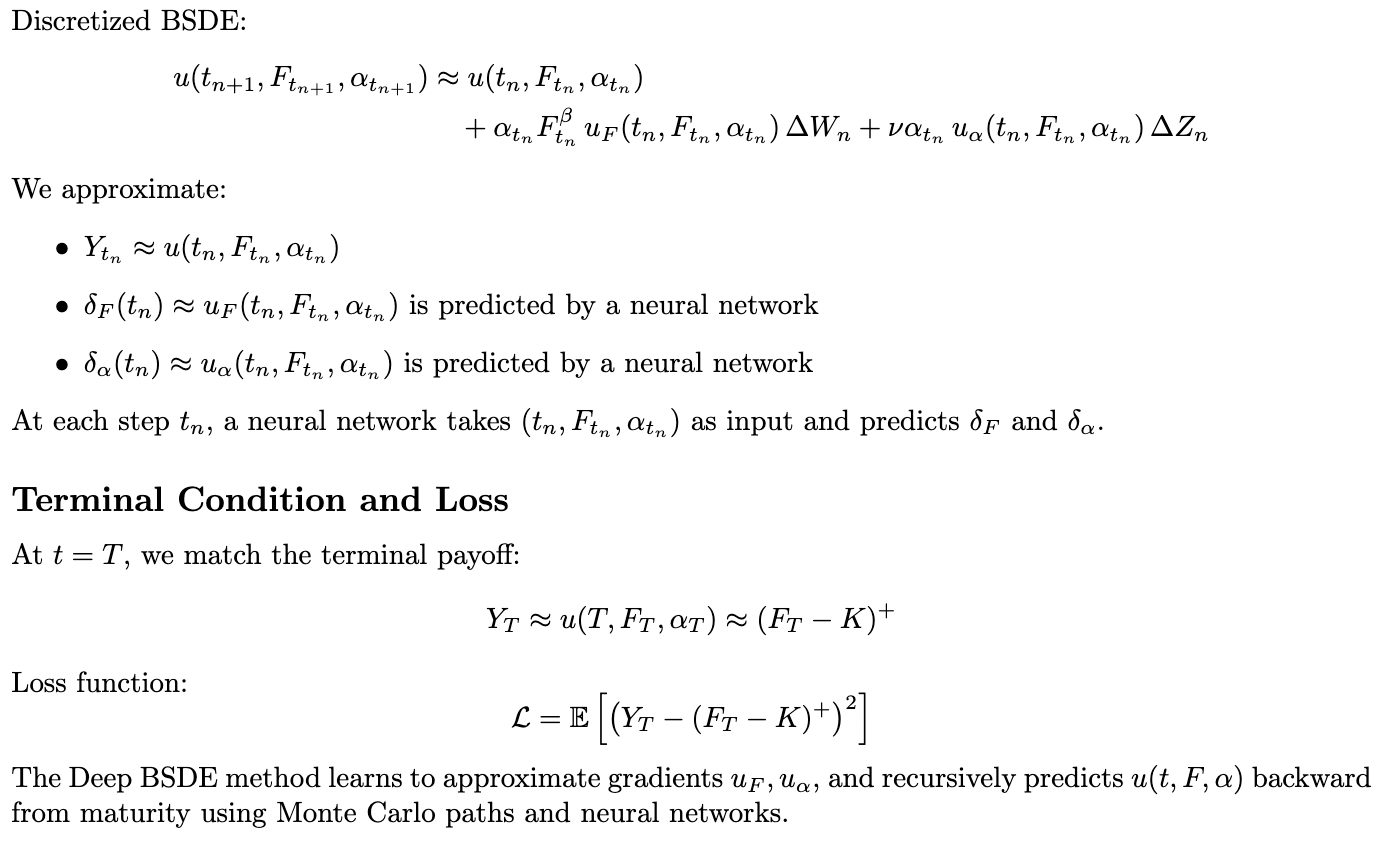 Discretized BSDE:
u(t_{n+1}, F_{t_{n+1}}, α_{t_{n+1}}) ≈ u(t_n, F_{t_n}, α_{t_n})
+ α_{t_n} F_{t_n}^β u_F(t_n, F_{t_n}, α_{t_n}) ΔW_n + να_{t_n} u_α(t_n, F_{t_n}, α_{t_n}) ΔZ_n
We approximate:
• Y_{t_n} ≈ u(t_n, F_{t_n}, α_{t_n})
• δ_F(t_n) ≈ u_F(t_n, F_{t_n}, α_{t_n}) is predicted by a neural network
• δ_α(t_n) ≈ u_α(t_n, F_{t_n}, α_{t_n}) is predicted by a neural network
At each step t_n, a neural network takes (t_n, F_{t_n}, α_{t_n}) as input and predicts δ_F and δ_α.
Terminal Condition and Loss
At t = T, we match the terminal payoff:
Y_T ≈ u(T, F_T, α_T) ≈ (F_T − K)^+
Loss function:
ℒ = 𝔼[(Y_T − (F_T − K)^+)^2]
The Deep BSDE method learns to approximate gradients u_F, u_α, and recursively predicts u(t, F, α) backward
from maturity using Monte Carlo paths and neural networks.